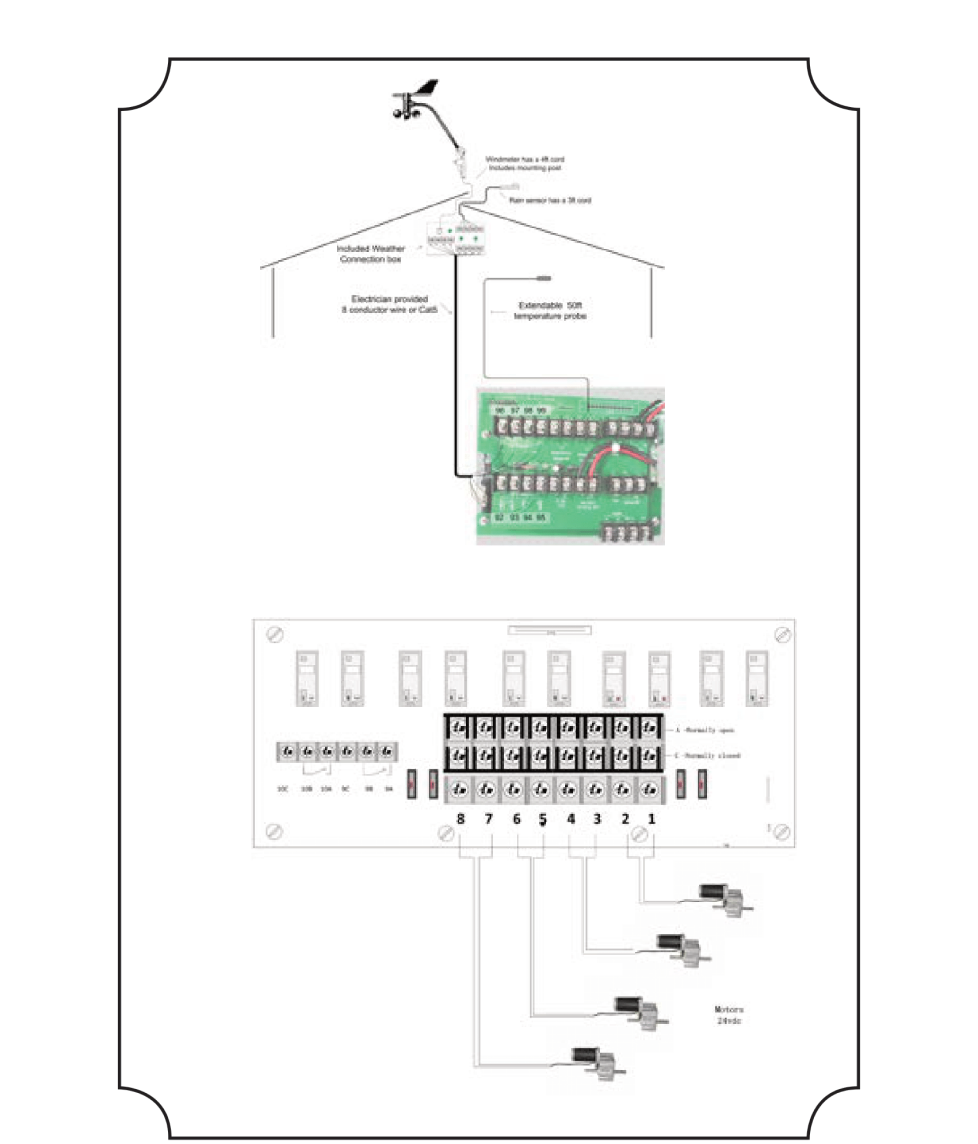 Windmeter has a 4ft cord
Includes mounting post
Rain sensor has a 3ft cord
Included Weather
Connection box
Electrician provided
8 conductor wire or Cat5
Extendable 50ft
temperature probe
96 97 98 99
92 93 94 95
A -Normally open
C -Normally closed
10C 10B 10A 9C 9B 9A
8 7 6 5 4 3 2 1
Motors
24vdc